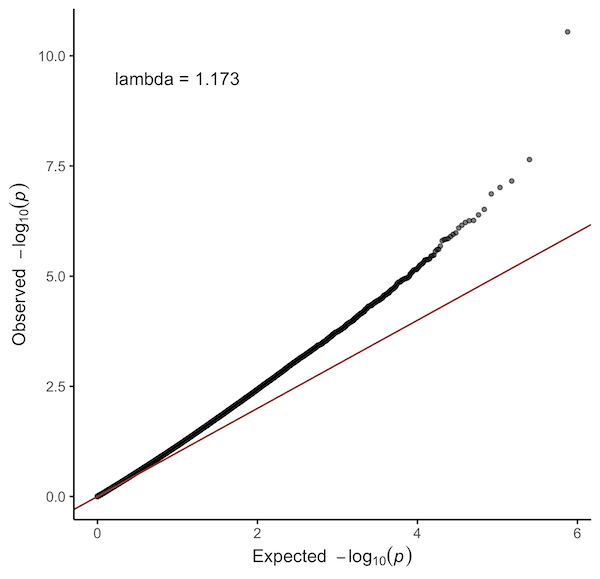 10.0
lambda = 1.173
7.5
Observed −log10(p)
5.0
2.5
0.0
0 2 4 6
Expected −log10(p)